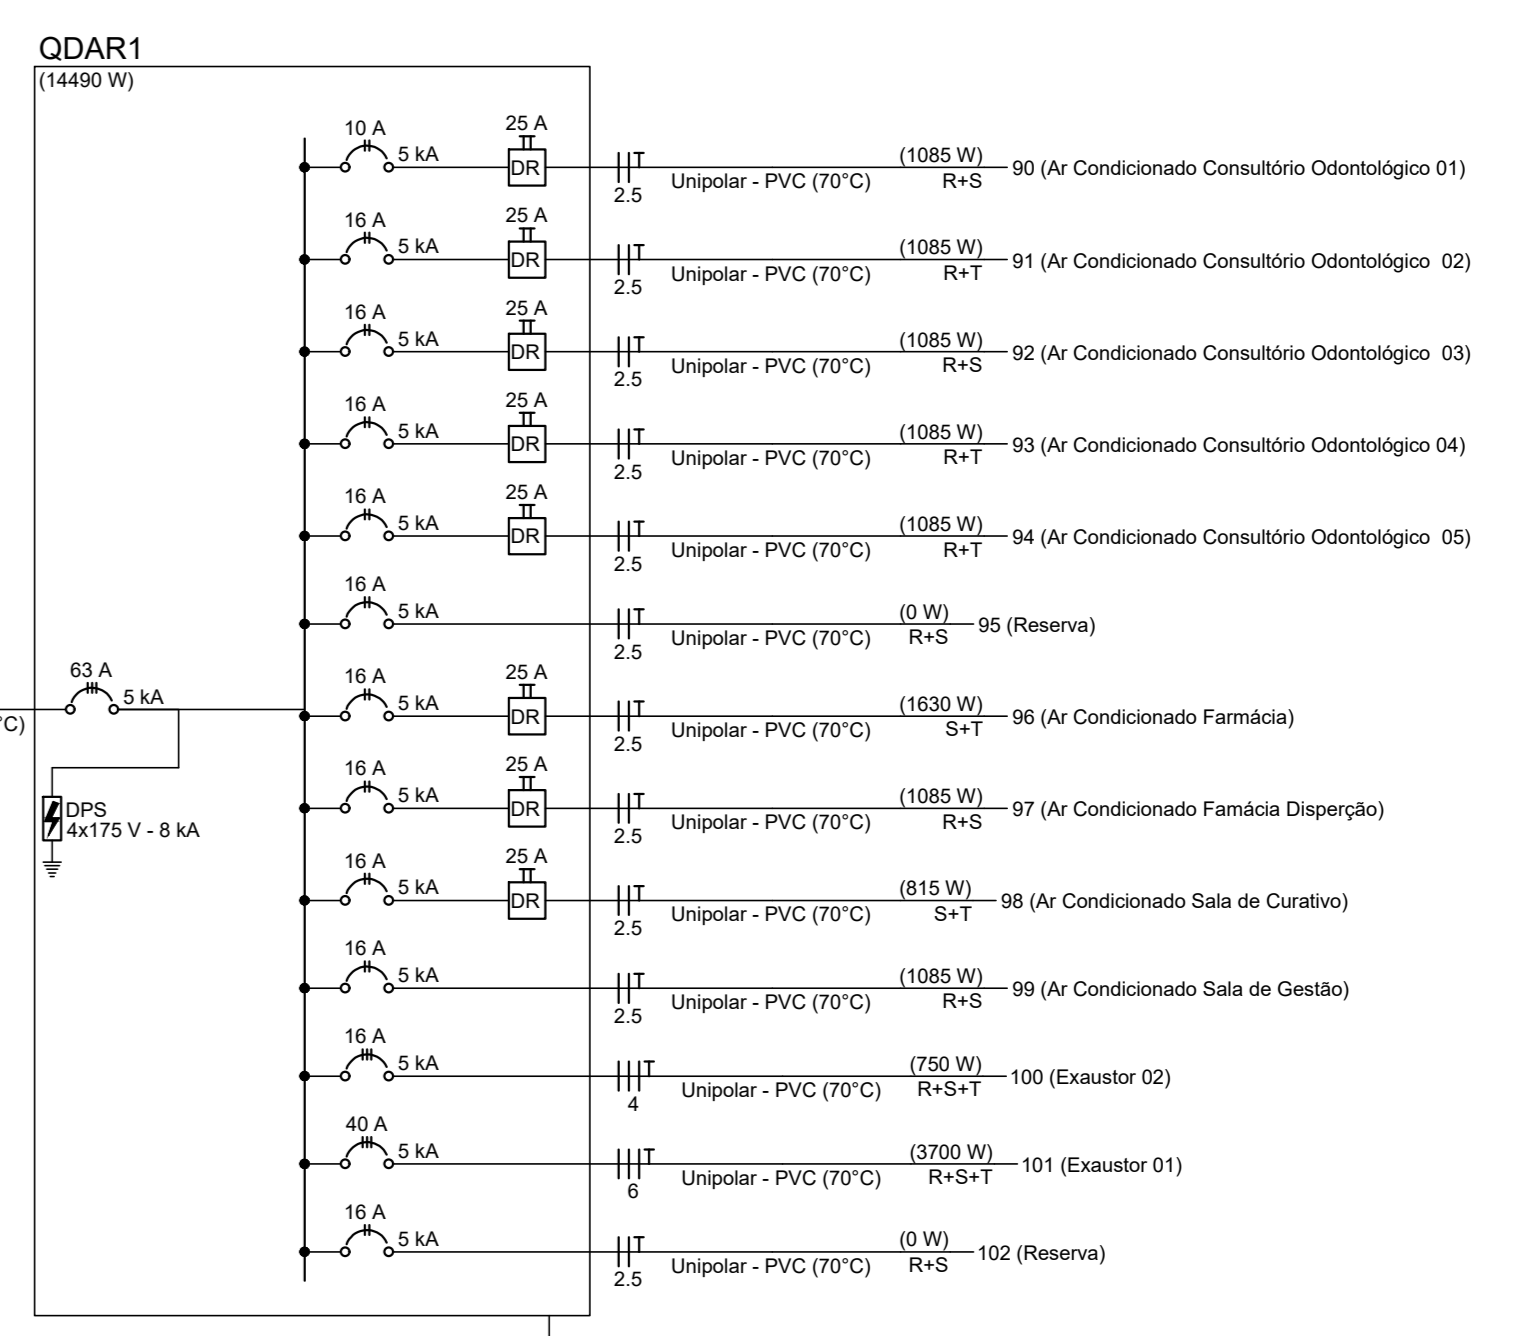 QDAR1
(14490 W)
10 A
5 kA
25 A
DR
2.5
Unipolar - PVC (70°C)
(1085 W)
R+S
90 (Ar Condicionado Consultório Odontológico 01)
16 A
5 kA
25 A
DR
2.5
Unipolar - PVC (70°C)
(1085 W)
R+T
91 (Ar Condicionado Consultório Odontológico  02)
16 A
5 kA
25 A
DR
2.5
Unipolar - PVC (70°C)
(1085 W)
R+S
92 (Ar Condicionado Consultório Odontológico  03)
16 A
5 kA
25 A
DR
2.5
Unipolar - PVC (70°C)
(1085 W)
R+T
93 (Ar Condicionado Consultório Odontológico 04)
16 A
5 kA
25 A
DR
2.5
Unipolar - PVC (70°C)
(1085 W)
R+T
94 (Ar Condicionado Consultório Odontológico  05)
16 A
5 kA
2.5
Unipolar - PVC (70°C)
(0 W)
R+S
95 (Reserva)
63 A
5 kA
°C)
16 A
5 kA
25 A
DR
2.5
Unipolar - PVC (70°C)
(1630 W)
S+T
96 (Ar Condicionado Farmácia)
DPS
4x175 V - 8 kA
16 A
5 kA
25 A
DR
2.5
Unipolar - PVC (70°C)
(1085 W)
R+S
97 (Ar Condicionado Famácia Disperção)
16 A
5 kA
25 A
DR
2.5
Unipolar - PVC (70°C)
(815 W)
S+T
98 (Ar Condicionado Sala de Curativo)
16 A
5 kA
2.5
Unipolar - PVC (70°C)
(1085 W)
R+S
99 (Ar Condicionado Sala de Gestão)
16 A
5 kA
4
Unipolar - PVC (70°C)
(750 W)
R+S+T
100 (Exaustor 02)
40 A
5 kA
6
Unipolar - PVC (70°C)
(3700 W)
R+S+T
101 (Exaustor 01)
16 A
5 kA
2.5
Unipolar - PVC (70°C)
(0 W)
R+S
102 (Reserva)